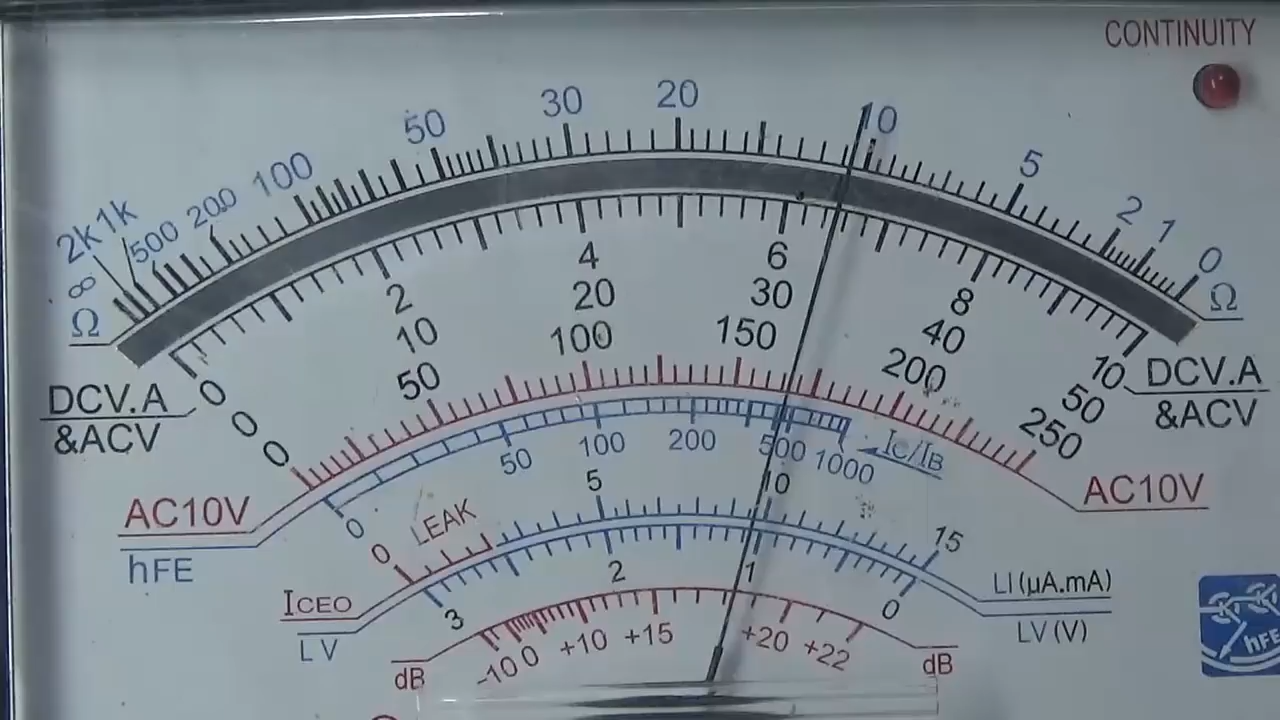 CONTINUITY
2k 1k 500 200 100 50 30 20 10 5 2 1 0
∞
Ω Ω
0 2 4 6 8 10
0 10 20 30 40 50
0 50 100 150 200 250
DCV.A
&ACV
DCV.A
&ACV
AC10V AC10V
hFE
0 50 100 200 500 1000 IC/IB
0 LEAK 5 10 15
ICEO LI(µA.mA)
LV LV(V)
3 2 1 0
dB -10 0 +10 +15 +20 +22 dB
hFE